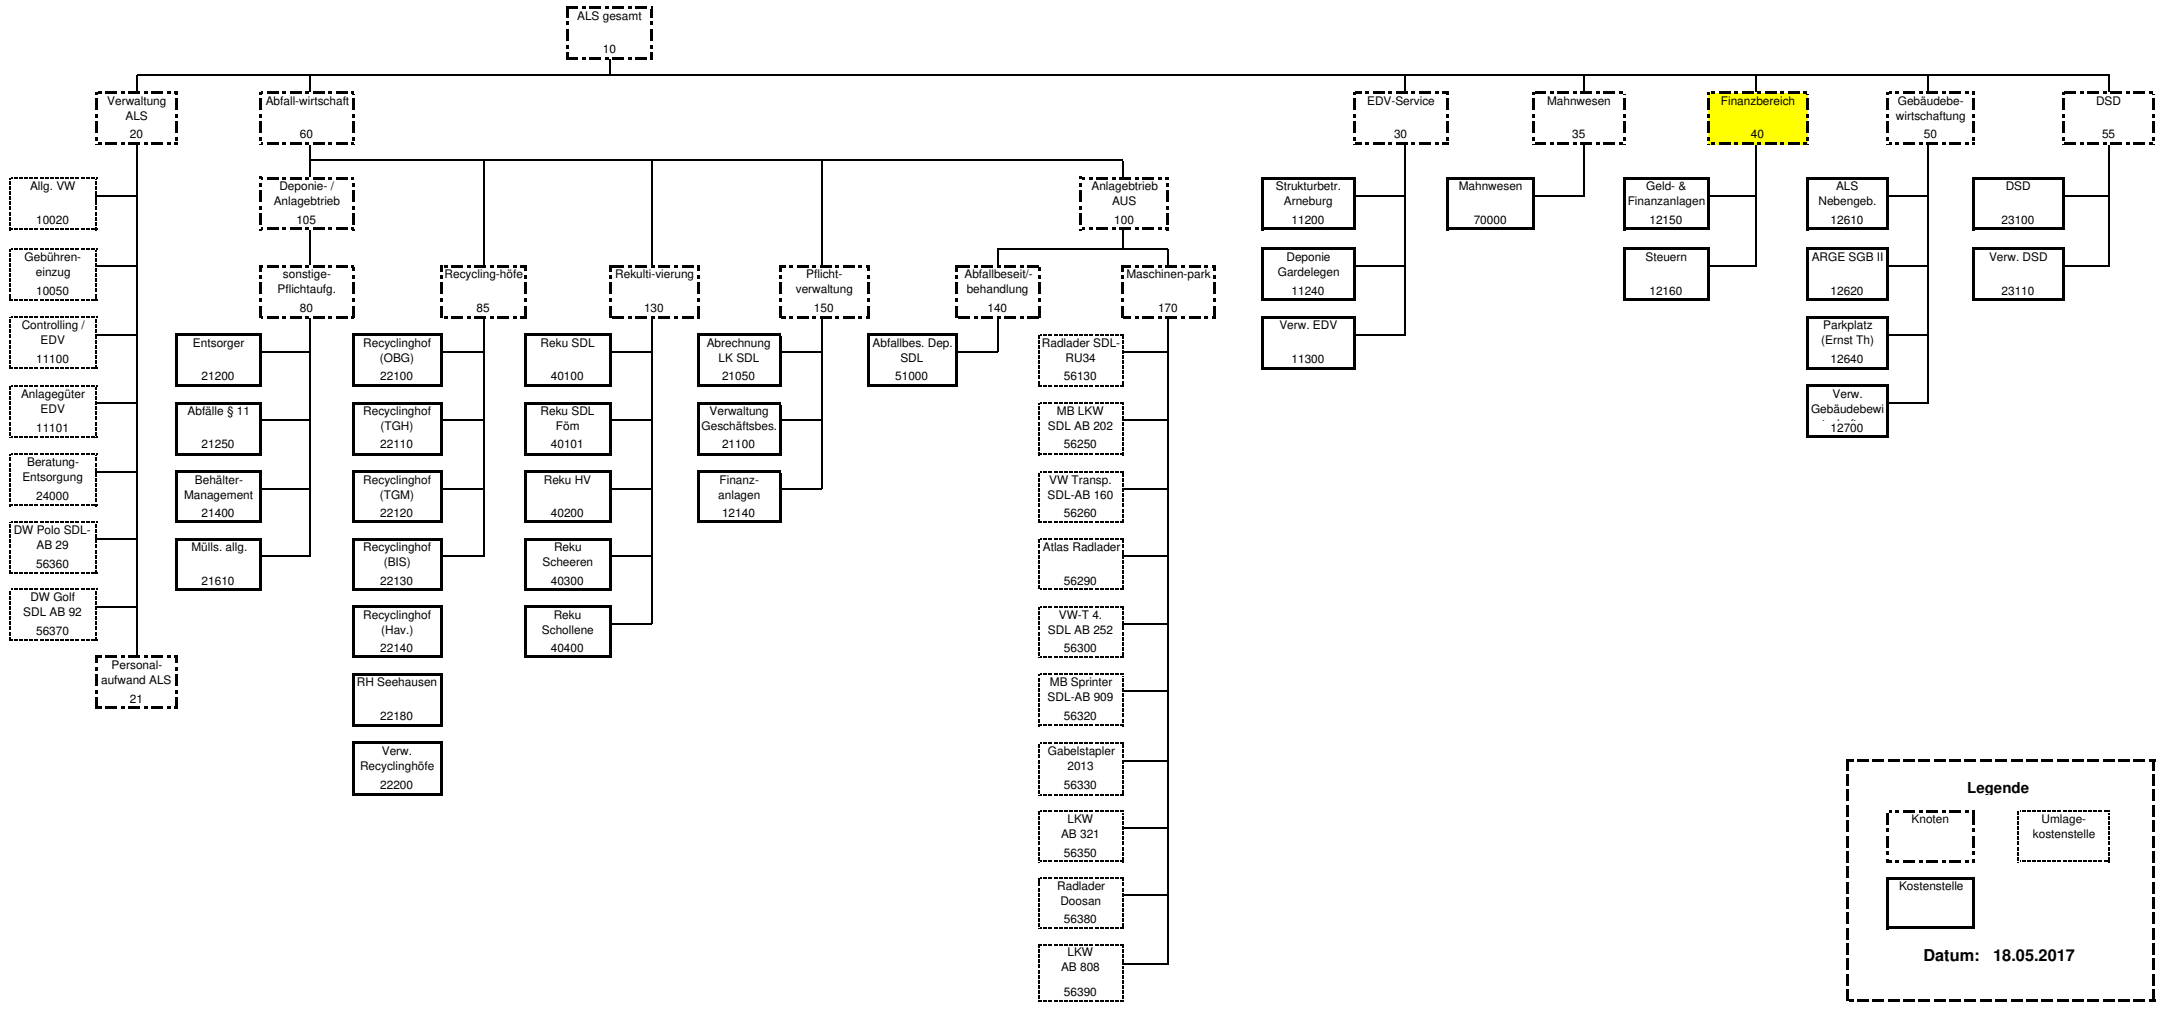 ALS gesamt
10
Verwaltung
ALS
20
Abfall-wirtschaft
60
EDV-Service
30
Mahnwesen
35
Finanzbereich
40
Gebäudebe-
wirtschaftung
50
DSD
55
Allg. VW
10020
Gebühren-
einzug
10050
Controlling /
EDV
11100
Anlagegüter
EDV
11101
Beratung-
Entsorgung
24000
DW Polo SDL-
AB 29
56360
DW Golf
SDL AB 92
56370
Personal-
aufwand ALS
21
Deponie- /
Anlagebtrieb
105
sonstige-
Pflichtaufg.
80
Entsorger
21200
Abfälle § 11
21250
Behälter-
Management
21400
Mülls. allg.
21610
Recycling-höfe
85
Recyclinghof
(OBG)
22100
Recyclinghof
(TGH)
22110
Recyclinghof
(TGM)
22120
Recyclinghof
(BIS)
22130
Recyclinghof
(Hav.)
22140
RH Seehausen
22180
Verw.
Recyclinghöfe
22200
Rekulti-vierung
130
Reku SDL
40100
Reku SDL
Föm
40101
Reku HV
40200
Reku
Scheeren
40300
Reku
Schollene
40400
Pflicht-
verwaltung
150
Abrechnung
LK SDL
21050
Verwaltung
Geschäftsbes.
21100
Finanz-
anlagen
12140
Anlagebtrieb
AUS
100
Abfallbeseit/-
behandlung
140
Abfallbes. Dep.
SDL
51000
Maschinen-park
170
Radlader SDL-
RU34
56130
MB LKW
SDL AB 202
56250
VW Transp.
SDL-AB 160
56260
Atlas Radlader
56290
VW-T 4.
SDL AB 252
56300
MB Sprinter
SDL-AB 909
56320
Gabelstapler
2013
56330
LKW
AB 321
56350
Radlader
Doosan
56380
LKW
AB 808
56390
Strukturbetr.
Arneburg
11200
Deponie
Gardelegen
11240
Verw. EDV
11300
Mahnwesen
70000
Geld- &
Finanzanlagen
12150
Steuern
12160
ALS
Nebengeb.
12610
ARGE SGB II
12620
Parkplatz
(Ernst Th)
12640
Verw.
Gebäudebewi
12700
DSD
23100
Verw. DSD
23110
Legende
Knoten
Umlage-
kostenstelle
Kostenstelle
Datum: 18.05.2017